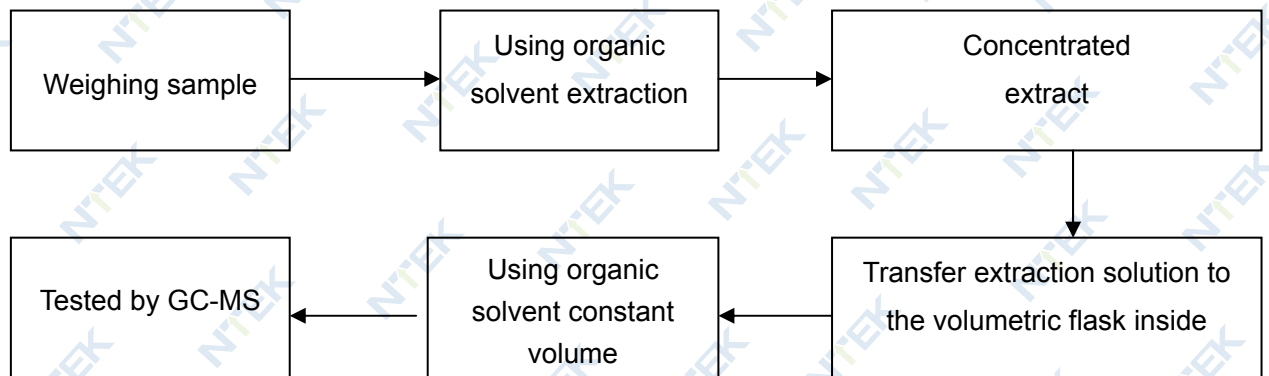 Weighing sample
Using organic
solvent extraction
Concentrated
extract
Transfer extraction solution to
the volumetric flask inside
Using organic
solvent constant
volume
Tested by GC-MS
NTEK